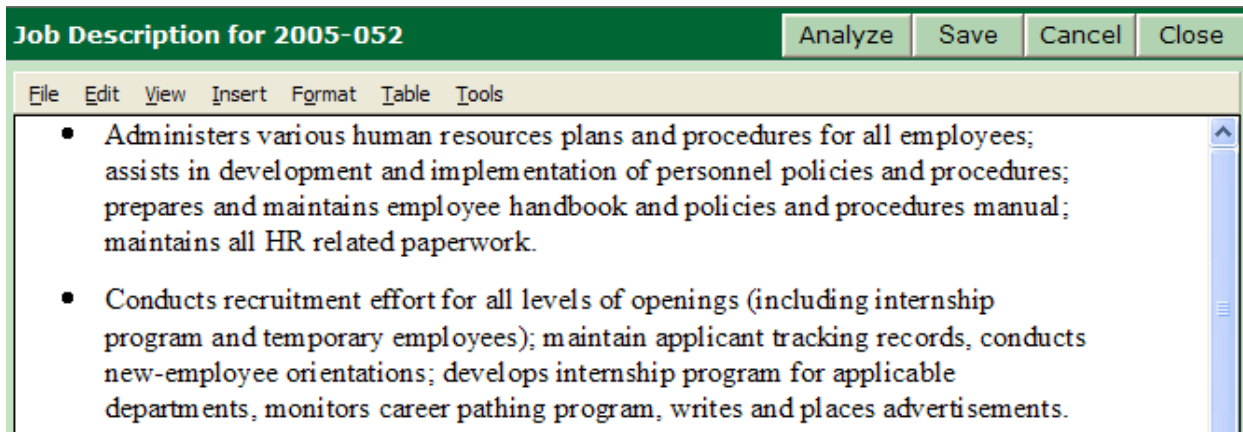 Job Description for 2005-052 Analyze Save Cancel Close
File Edit View Insert Format Table Tools
• Administers various human resources plans and procedures for all employees;
assists in development and implementation of personnel policies and procedures;
prepares and maintains employee handbook and policies and procedures manual;
maintains all HR related paperwork.
• Conducts recruitment effort for all levels of openings (including internship
program and temporary employees); maintain applicant tracking records, conducts
new-employee orientations; develops internship program for applicable
departments, monitors career pathing program, writes and places advertisements.